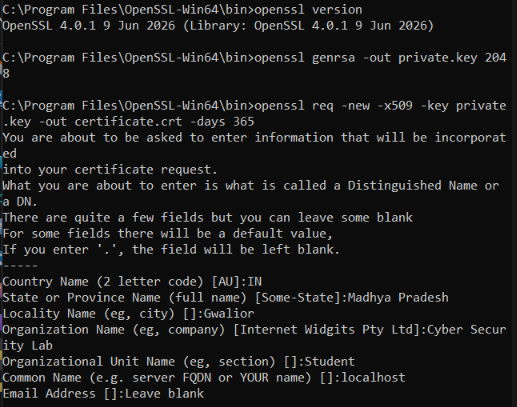 C:\Program Files\OpenSSL-Win64\bin>openssl version
OpenSSL 4.0.1 9 Jun 2026 (Library: OpenSSL 4.0.1 9 Jun 2026)
C:\Program Files\OpenSSL-Win64\bin>openssl genrsa -out private.key 204
8
C:\Program Files\OpenSSL-Win64\bin>openssl req -new -x509 -key private
.key -out certificate.crt -days 365
You are about to be asked to enter information that will be incorporat
ed
into your certificate request.
What you are about to enter is what is called a Distinguished Name or
a DN.
There are quite a few fields but you can leave some blank
For some fields there will be a default value,
If you enter '.', the field will be left blank.
-----
Country Name (2 letter code) [AU]:IN
State or Province Name (full name) [Some-State]:Madhya Pradesh
Locality Name (eg, city) []:Gwalior
Organization Name (eg, company) [Internet Widgits Pty Ltd]:Cyber Secur
ity Lab
Organizational Unit Name (eg, section) []:Student
Common Name (e.g. server FQDN or YOUR name) []:localhost
Email Address []:Leave blank